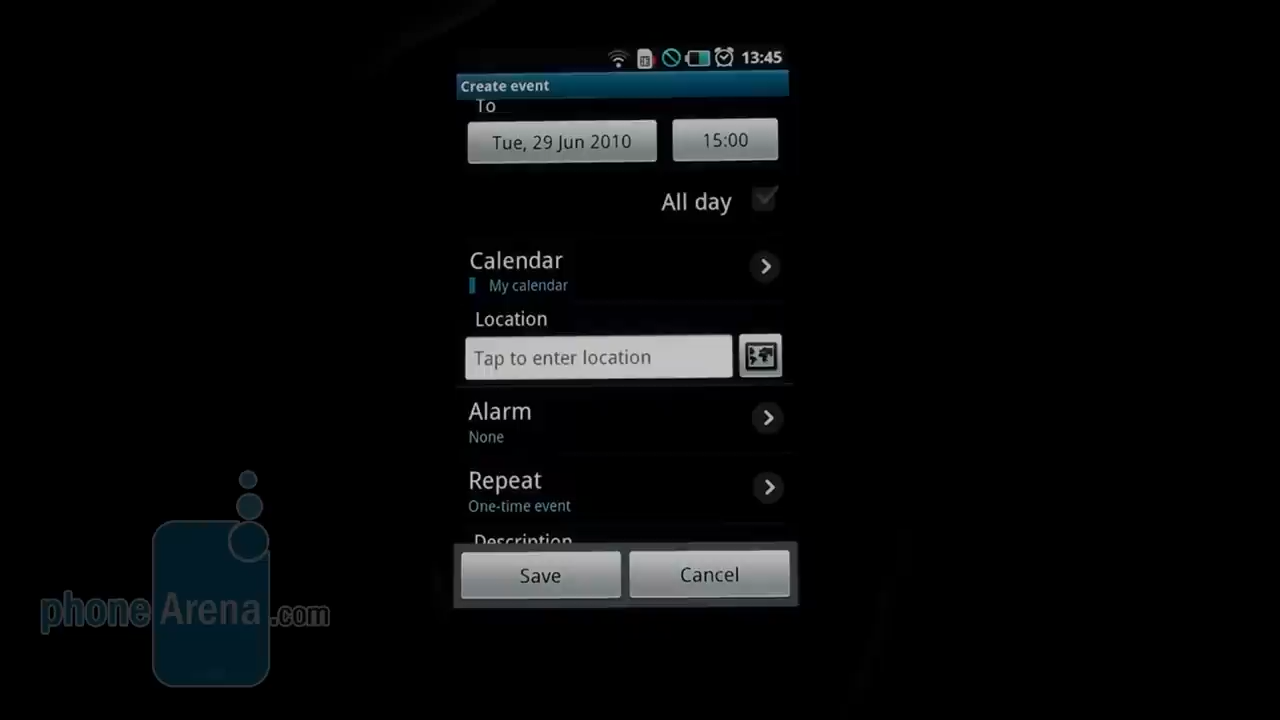 13:45
Create event
To
Tue, 29 Jun 2010
15:00
All day
Calendar
My calendar
Location
Tap to enter location
Alarm
None
Repeat
One-time event
Description
Save
Cancel
phoneArena.com